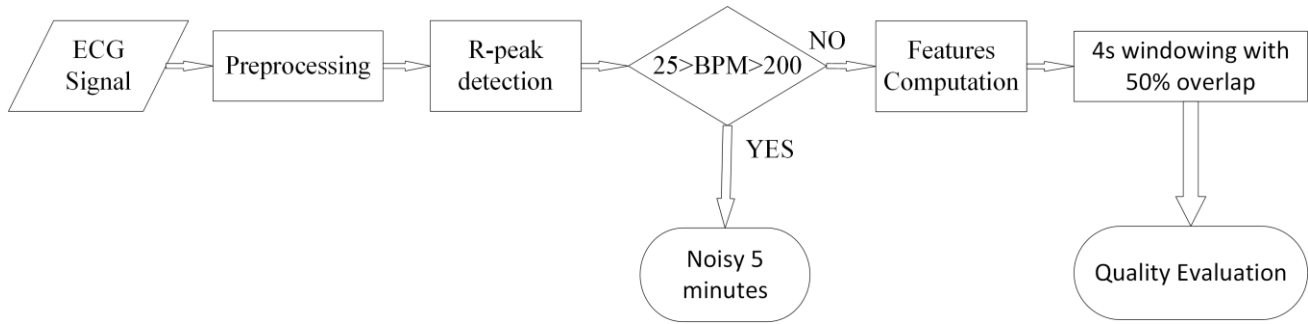 ECG
Signal
Preprocessing
R-peak
detection
25>BPM>200
NO
YES
Noisy 5
minutes
Features
Computation
4s windowing with
50% overlap
Quality Evaluation